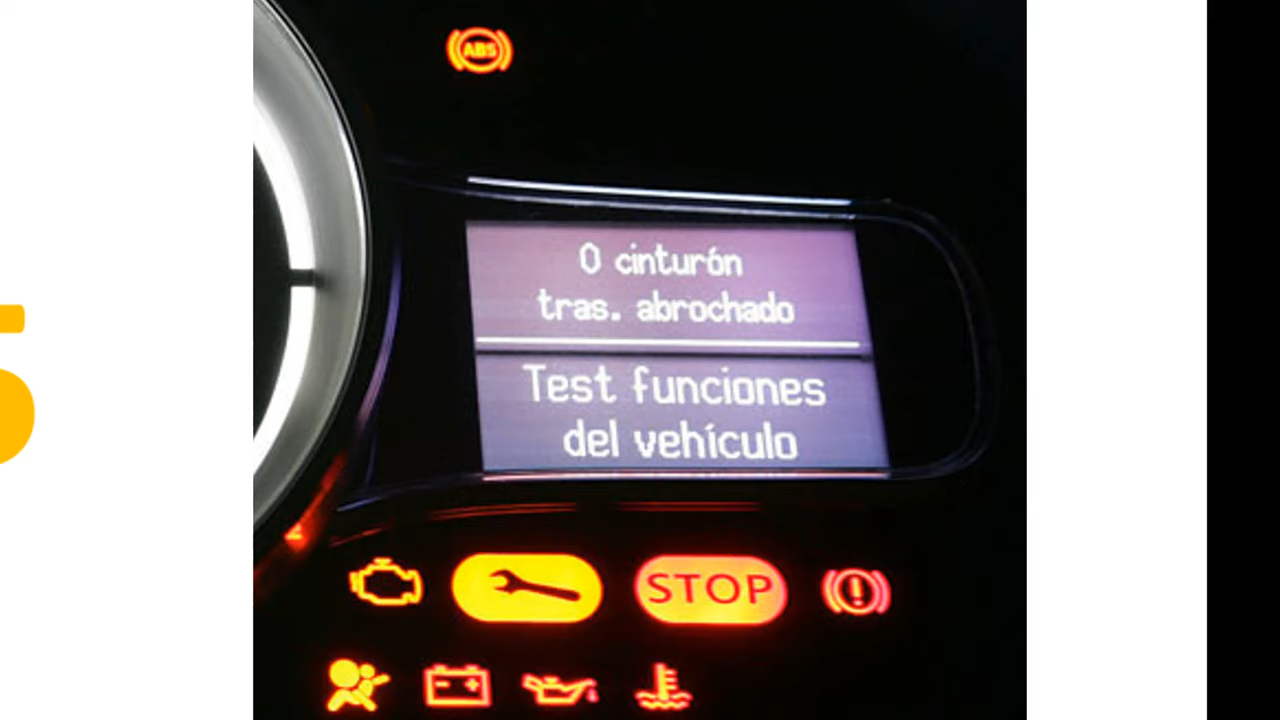 ABS
0 cinturón
tras. abrochado
Test funciones
del vehículo
STOP